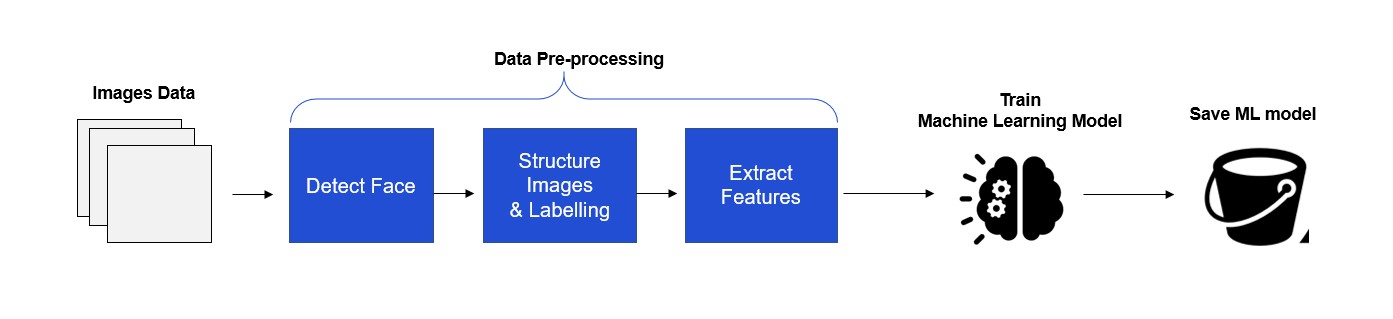 Data Pre-processing
Images Data
Train
Machine Learning Model
Save ML model
Detect Face
Structure
Images
& Labelling
Extract
Features